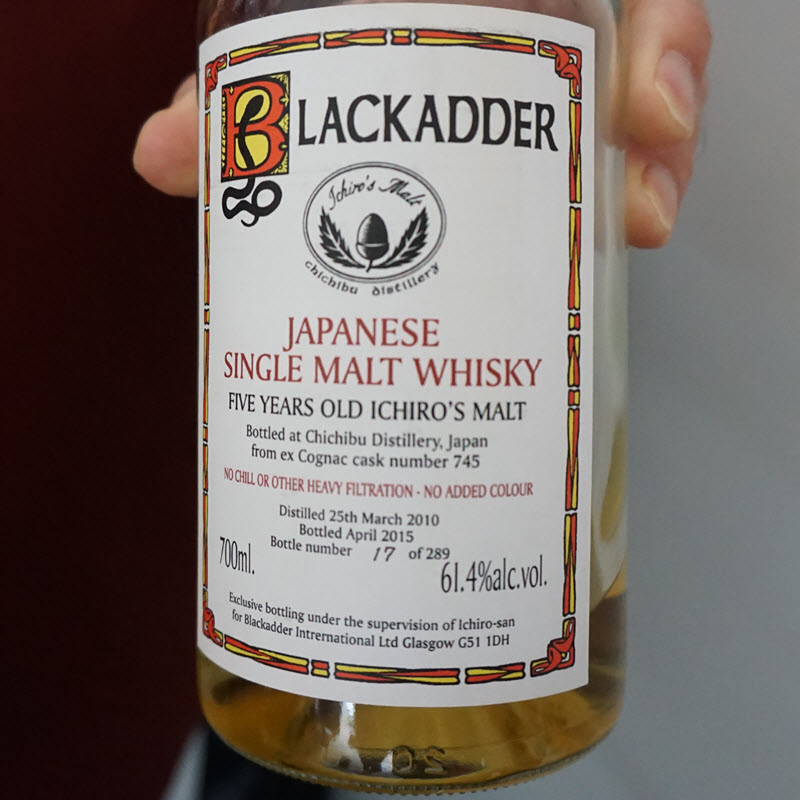 BLACKADDER
Ichiro's Malt
chichibu distillery
JAPANESE
SINGLE MALT WHISKY
FIVE YEARS OLD ICHIRO'S MALT
Bottled at Chichibu Distillery, Japan
from ex Cognac cask number 745
NO CHILL OR OTHER HEAVY FILTRATION - NO ADDED COLOUR
Distilled 25th March 2010
Bottled April 2015
Bottle number 17 of 289
700ml.
61.4%alc.vol.
Exclusive bottling under the supervision of Ichiro-san
for Blackadder Intrernational Ltd Glasgow G51 1DH